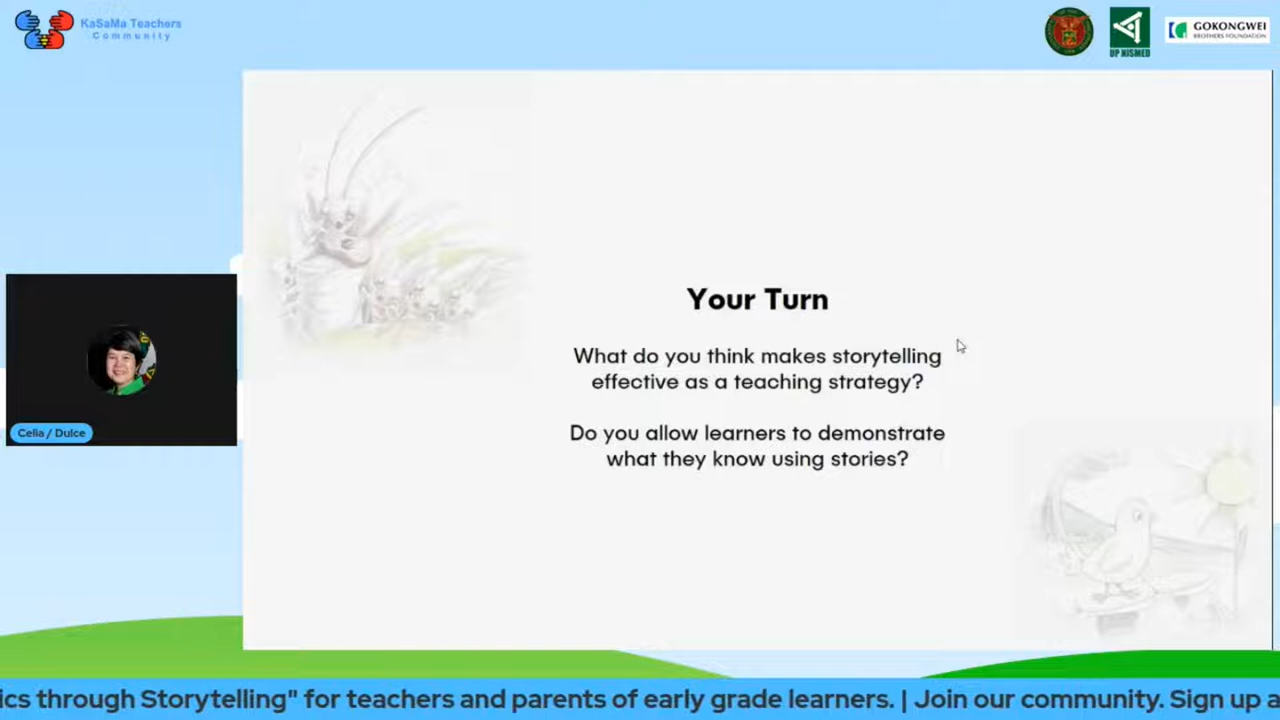 KaSaMa Teachers
Community
UP NISMED
GOKONGWEI
BROTHERS FOUNDATION
Your Turn
What do you think makes storytelling
effective as a teaching strategy?
Do you allow learners to demonstrate
what they know using stories?
Celia / Dulce
ics through Storytelling" for teachers and parents of early grade learners. | Join our community. Sign up a